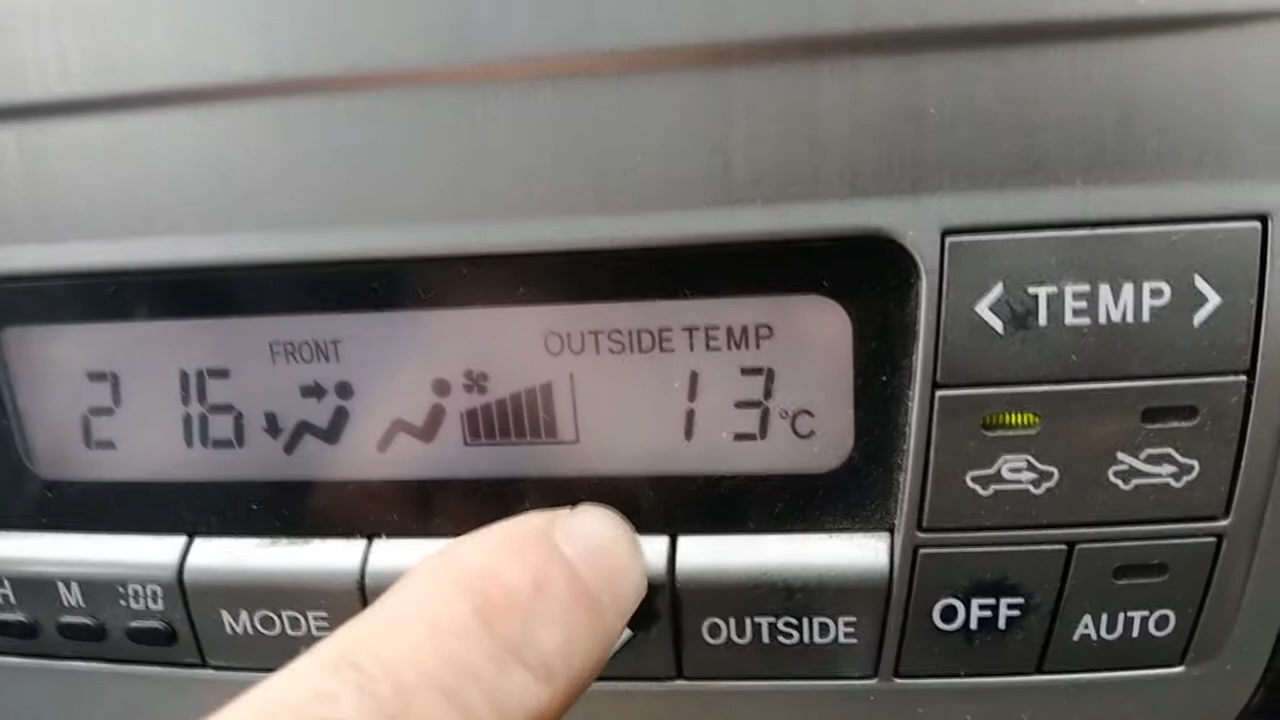 FRONT
OUTSIDE TEMP
2 16
13°C
< TEMP >
H M :00
MODE
OUTSIDE
OFF
AUTO